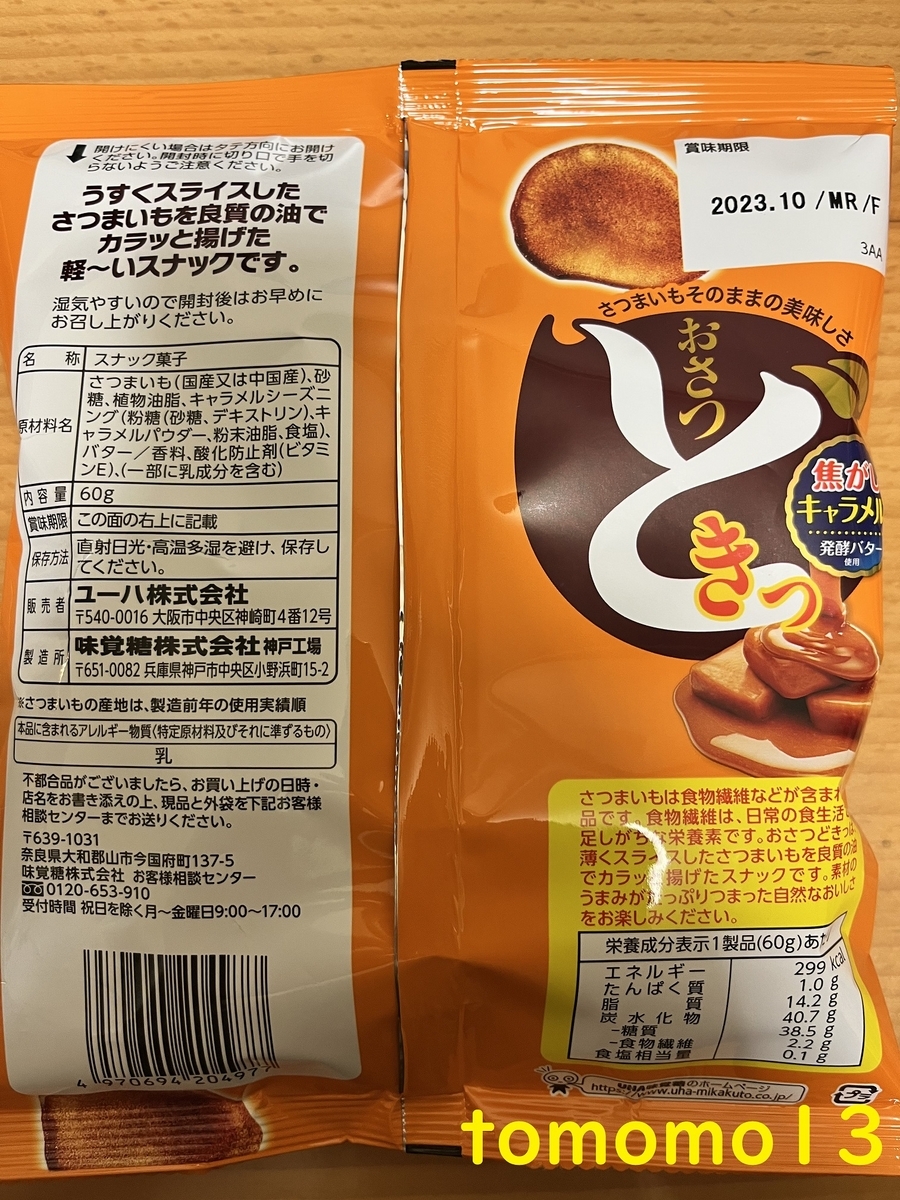 開けにくい場合はタテ方向にお開け
ください。開封時に切り口で手を切
らないようご注意ください。
うすくスライスした
さつまいもを良質の油で
カラッと揚げた
軽〜いスナックです。
湿気やすいので開封後はお早めに
お召し上がりください。
名称 スナック菓子
原材料名 さつまいも(国産又は中国産)、砂
糖、植物油脂、キャラメルシーズニ
ング(粉糖(砂糖、デキストリン)、キ
ャラメルパウダー、粉末油脂、食塩)、
バター/香料、酸化防止剤(ビタミ
ンE)、(一部に乳成分を含む)
内容量 60g
賞味期限 この面の右上に記載
保存方法 直射日光・高温多湿を避け、保存し
てください。
販売者 ユーハ株式会社
〒540-0016 大阪市中央区神崎町4番12号
製造所 味覚糖株式会社 神戸工場
〒651-0082 兵庫県神戸市中央区小野浜町15-2
※さつまいもの産地は、製造前年の使用実績順
本品に含まれるアレルギー物質(特定原材料及びそれに準ずるもの)
乳
不都合品がございましたら、お買い上げの日時・
店名をお書き添えの上、現品と外袋を下記お客様
相談センターまでお送りください。
〒639-1031
奈良県大和郡山市今国府町137-5
味覚糖株式会社 お客様相談センター
0120-653-910
受付時間 祝日を除く月〜金曜日9:00〜17:00
4 970694 204977
賞味期限
2023.10 /MR /F
3AA
さつまいもそのままの美味しさ
おさつ
どきっ
焦がし
キャラメル
発酵バター
使用
さつまいもは食物繊維などが含まれ
品です。食物繊維は、日常の食生活
足しがちな栄養素です。おさつどきっは、
薄くスライスしたさつまいもを良質の油
でカラッと揚げたスナックです。素材の
うまみがたっぷりつまった自然なおいしさ
をお楽しみください。
栄養成分表示1製品(60g)あた
エネルギー 299 kcal
たんぱく質 1.0 g
脂質 14.2 g
炭水化物 40.7 g
-糖質 38.5 g
-食物繊維 2.2 g
食塩相当量 0.1 g
UHA味覚糖のホームページ
https://www.uha-mikakuto.co.jp/
プラ
tomomo13